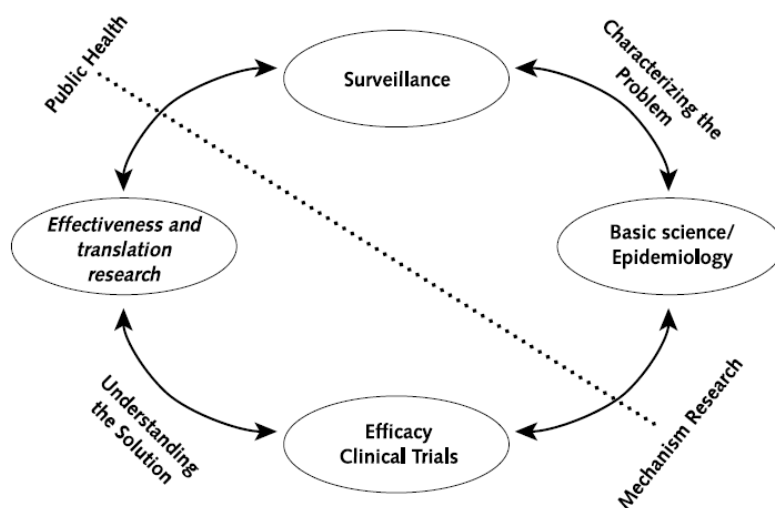 Public Health
Surveillance
Characterizing the
Problem
Effectiveness and
translation
research
Basic science/
Epidemiology
Understanding
the Solution
Efficacy
Clinical Trials
Mechanism Research